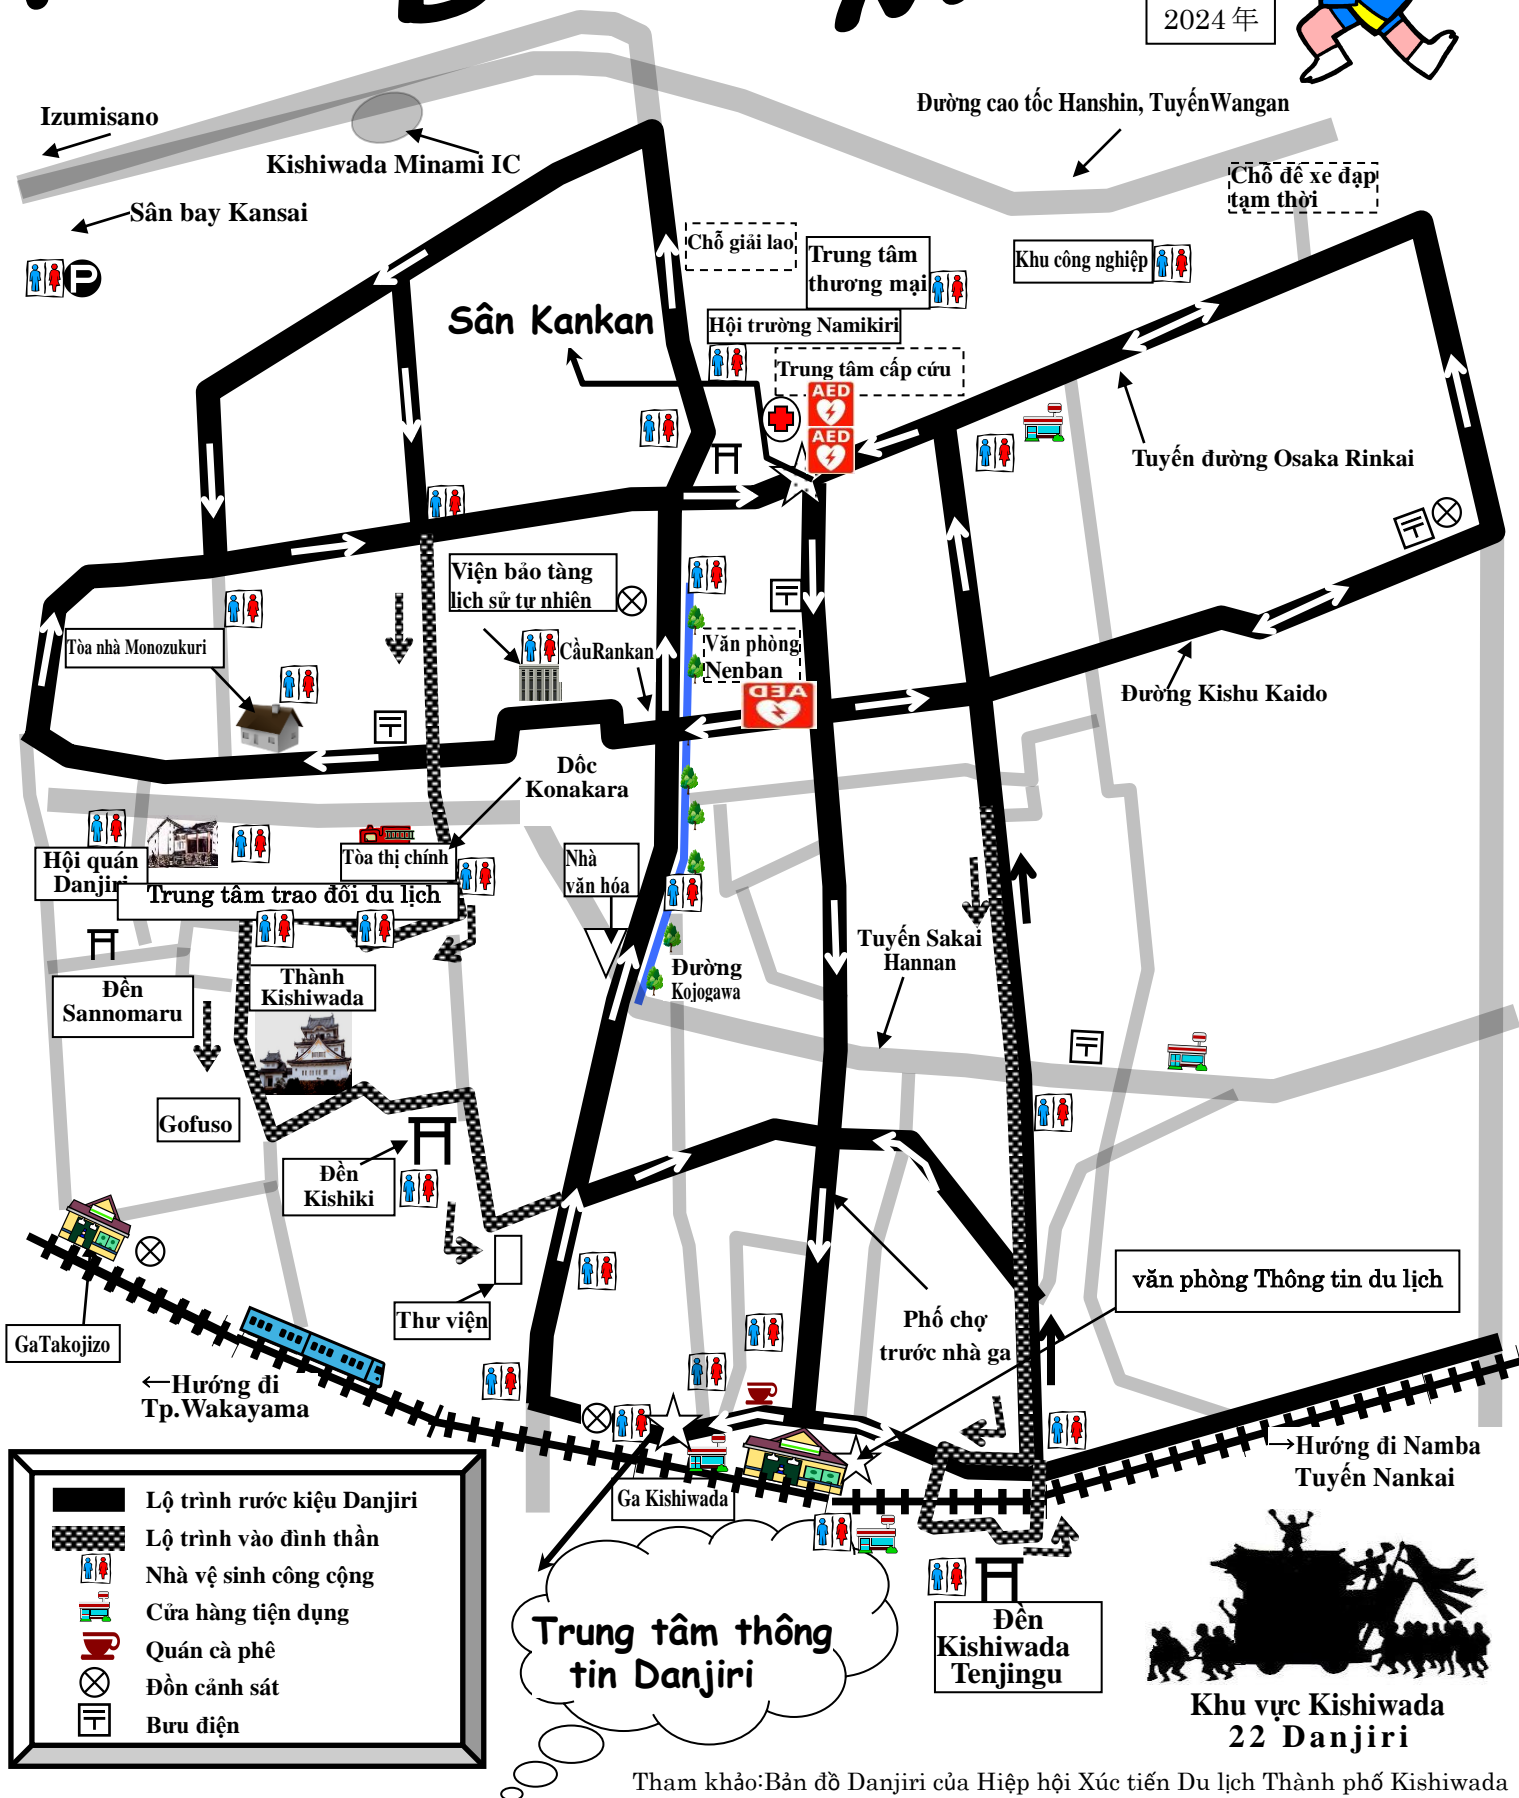 2024年
Izumisano
Kishiwada Minami IC
Sân bay Kansai
P
Đường cao tốc Hanshin, TuyếnWangan
Chỗ để xe đạp
tạm thời
Chỗ giải lao
Trung tâm
thương mại
Khu công nghiệp
Sân Kankan
Hội trường Namikiri
Trung tâm cấp cứu
AED
AED
Tuyến đường Osaka Rinkai
Viện bảo tàng
lịch sử tự nhiên
Tòa nhà Monozukuri
CầuRankan
Văn phòng
Nenban
AED
Đường Kishu Kaido
Dốc
Konakara
Hội quán
Danjiri
Tòa thị chính
Nhà
văn hóa
Trung tâm trao đổi du lịch
Tuyến Sakai
Hannan
Đền
Sannomaru
Thành
Kishiwada
Đường
Kojogawa
Gofuso
Đền
Kishiki
văn phòng Thông tin du lịch
Thư viện
Phố chợ
trước nhà ga
GaTakojizo
←Hướng đi
Tp.Wakayama
→Hướng đi Namba
Tuyến Nankai
Ga Kishiwada
Lộ trình rước kiệu Danjiri
Lộ trình vào đình thần
Nhà vệ sinh công cộng
Cửa hàng tiện dụng
Quán cà phê
Đồn cảnh sát
Bưu điện
Trung tâm thông
tin Danjiri
Đền
Kishiwada
Tenjingu
Khu vực Kishiwada
22 Danjiri
Tham khảo:Bản đồ Danjiri của Hiệp hội Xúc tiến Du lịch Thành phố Kishiwada